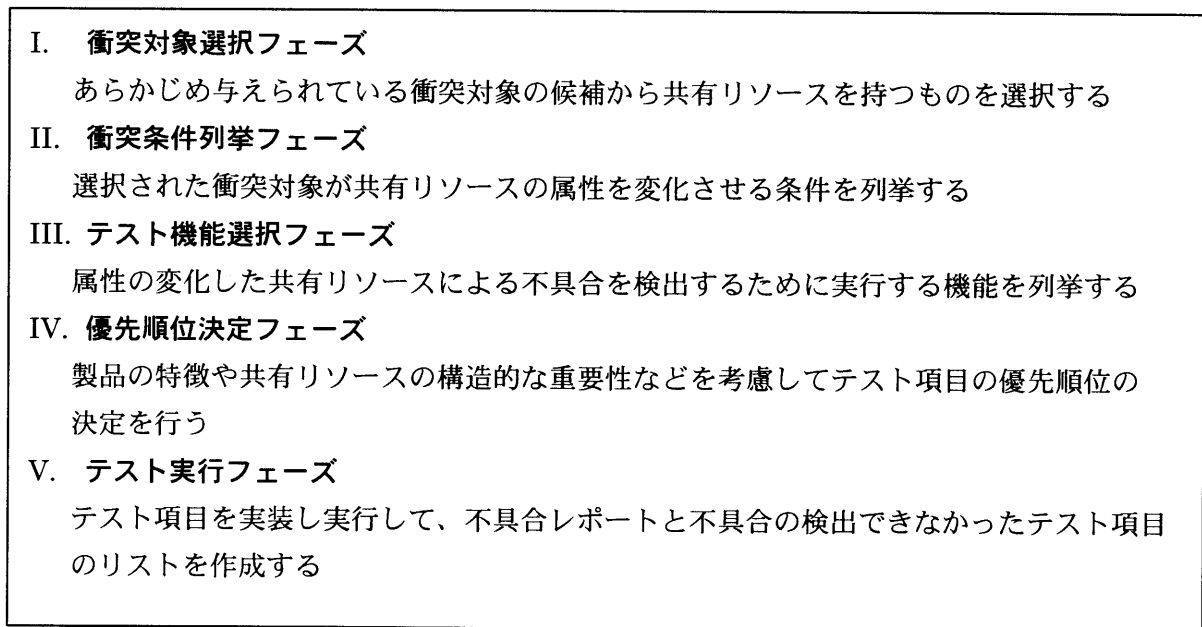 I. 衝突対象選択フェーズ
あらかじめ与えられている衝突対象の候補から共有リソースを持つものを選択する
II. 衝突条件列挙フェーズ
選択された衝突対象が共有リソースの属性を変化させる条件を列挙する
III. テスト機能選択フェーズ
属性の変化した共有リソースによる不具合を検出するために実行する機能を列挙する
IV. 優先順位決定フェーズ
製品の特徴や共有リソースの構造的な重要性などを考慮してテスト項目の優先順位の
決定を行う
V. テスト実行フェーズ
テスト項目を実装し実行して、不具合レポートと不具合の検出できなかったテスト項目
のリストを作成する